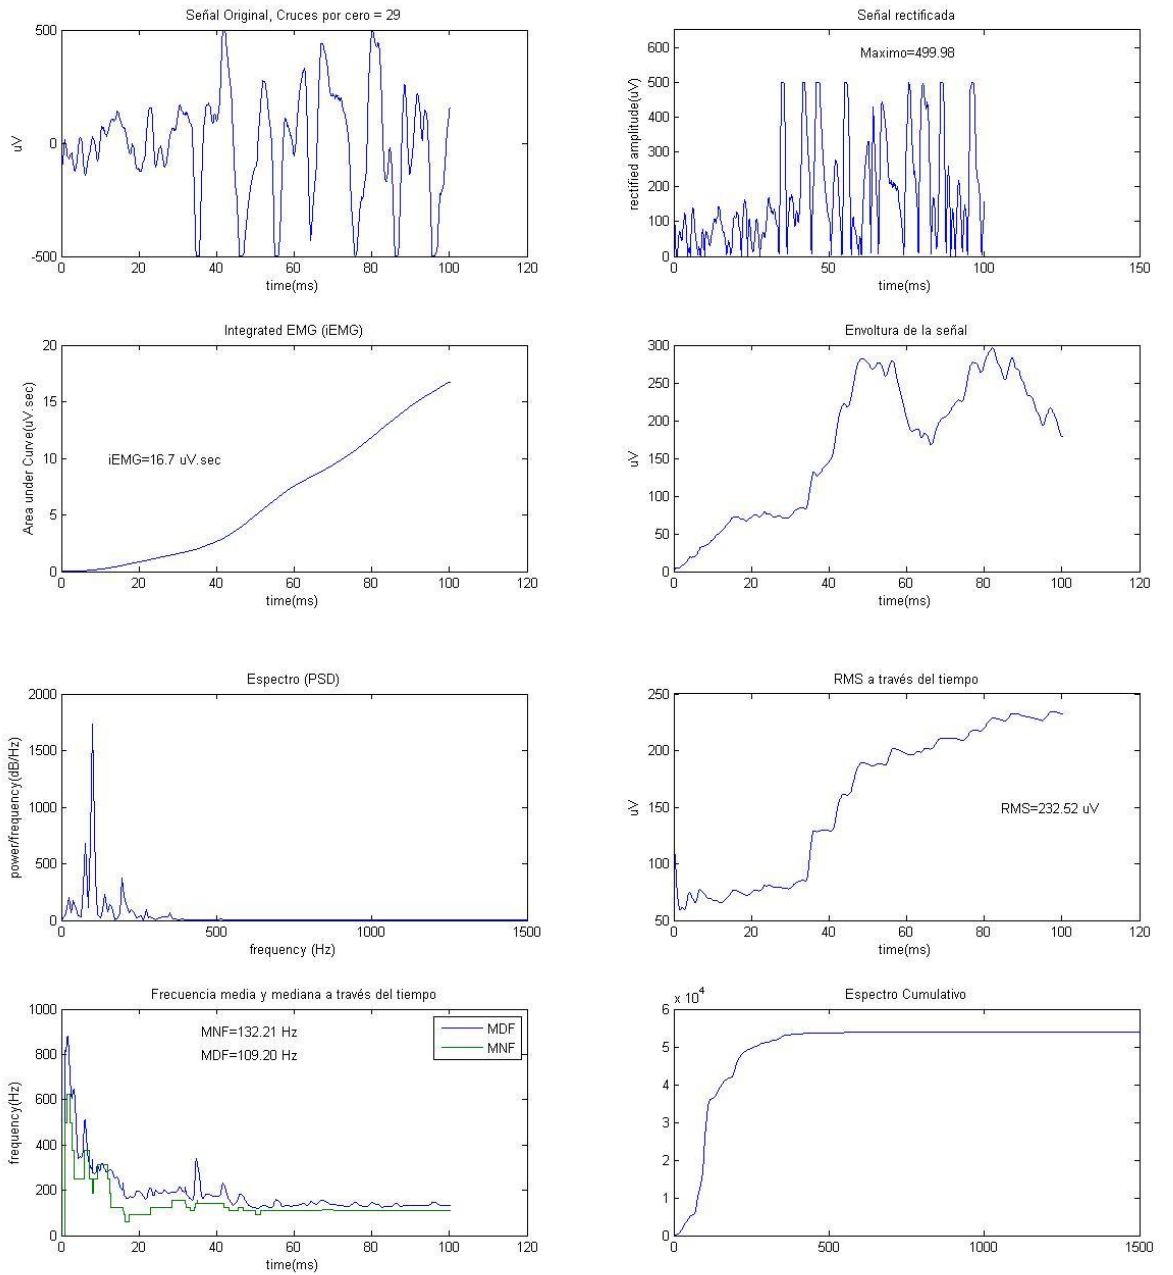 Señal Original, Cruces por cero = 29
500
0
-500
uV
0 20 40 60 80 100 120
time(ms)
Señal rectificada
Maximo=499.98
600
500
400
300
200
100
0
rectified amplitude(uV)
0 50 100 150
time(ms)
Integrated EMG (iEMG)
20
15
10
5
0
Area under Curve(uV.sec)
iEMG=16.7 uV.sec
0 20 40 60 80 100 120
time(ms)
Envoltura de la señal
300
250
200
150
100
50
0
uV
0 20 40 60 80 100 120
time(ms)
Espectro (PSD)
2000
1500
1000
500
0
power/frequency(dB/Hz)
0 500 1000 1500
frequency (Hz)
RMS a través del tiempo
250
200
150
100
50
uV
RMS=232.52 uV
0 20 40 60 80 100 120
time(ms)
Frecuencia media y mediana a través del tiempo
1000
800
600
400
200
0
frequency(Hz)
MNF=132.21 Hz
MDF=109.20 Hz
MDF
MNF
0 20 40 60 80 100 120
time(ms)
Espectro Cumulativo
x 10^4
6
5
4
3
2
1
0
0 500 1000 1500